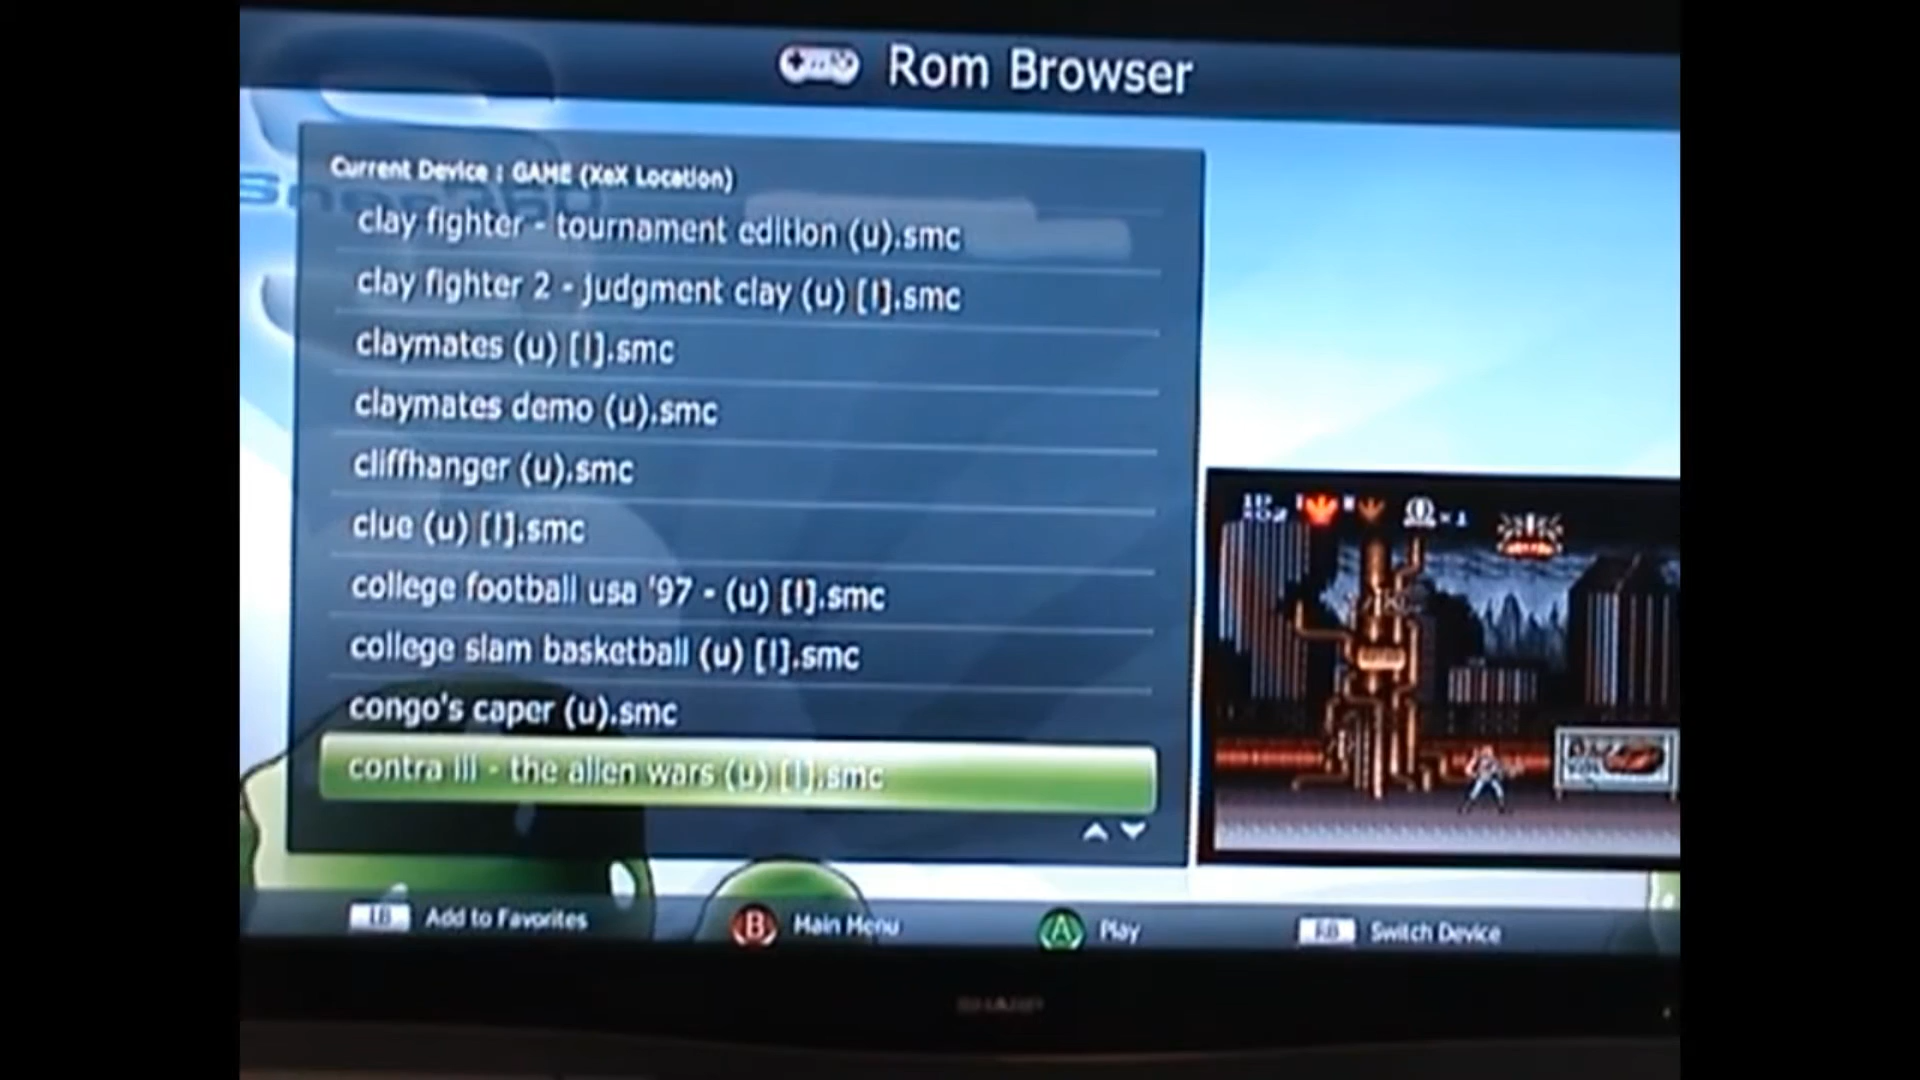 Rom Browser
Current Device : GAME (XeX Location)
clay fighter - tournament edition (u).smc
clay fighter 2 - judgment clay (u) [!].smc
claymates (u) [!].smc
claymates demo (u).smc
cliffhanger (u).smc
clue (u) [!].smc
college football usa '97 - (u) [!].smc
college slam basketball (u) [!].smc
congo's caper (u).smc
contra iii - the alien wars (u) [!].smc
LB Add to Favorites
B Main Menu
A Play
RB Switch Device
SHARP